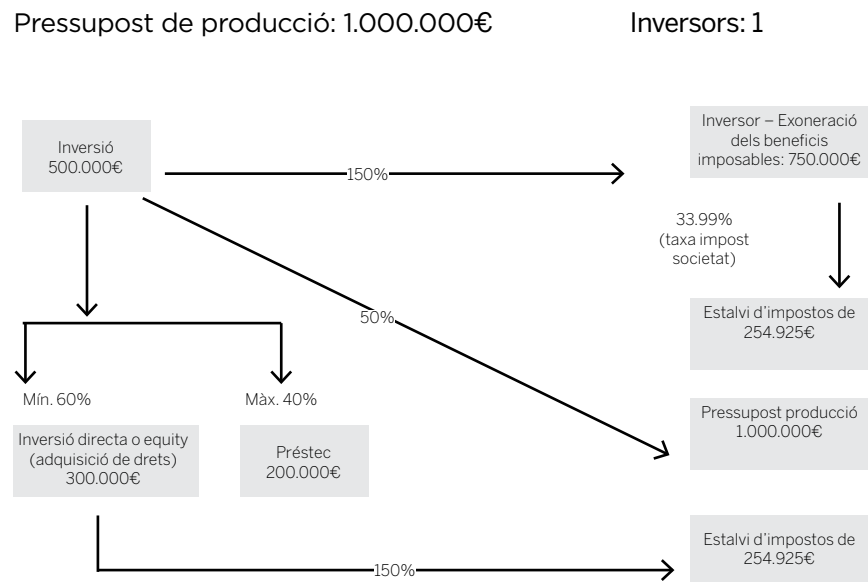 Pressupost de producció: 1.000.000€
Inversors: 1
Inversió
500.000€
150%
Inversor – Exoneració
dels beneficis
imposables: 750.000€
33.99%
(taxa impost
societat)
50%
Estalvi d'impostos de
254.925€
Mín. 60%
Màx. 40%
Pressupost producció
1.000.000€
Inversió directa o equity
(adquisició de drets)
300.000€
Préstec
200.000€
150%
Estalvi d'impostos de
254.925€